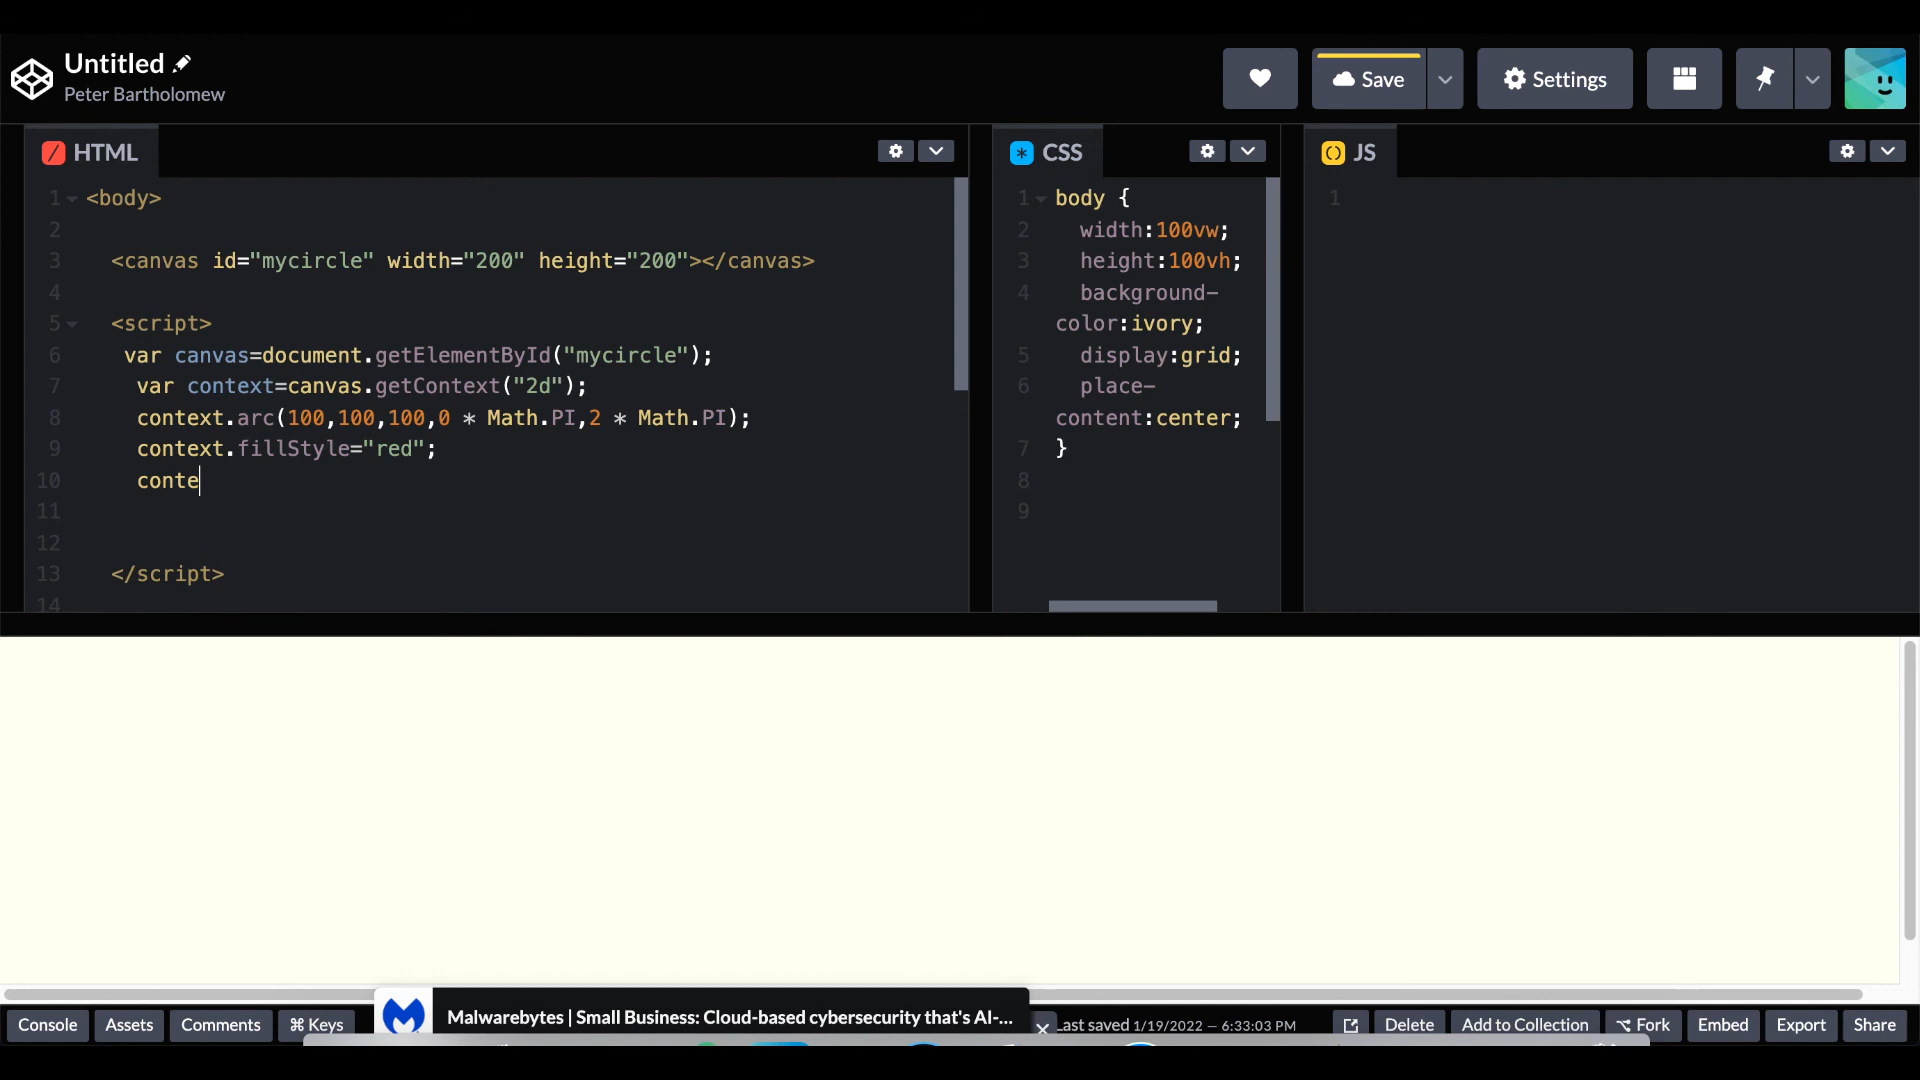 Untitled
Peter Bartholomew
Save
Settings
HTML
1 <body>
2
3 <canvas id="mycircle" width="200" height="200"></canvas>
4
5 <script>
6 var canvas=document.getElementById("mycircle");
7 var context=canvas.getContext("2d");
8 context.arc(100,100,100,0 * Math.PI,2 * Math.PI);
9 context.fillStyle="red";
10 conte
11
12
13 </script>
14
CSS
1 body {
2 width:100vw;
3 height:100vh;
4 background-
color:ivory;
5 display:grid;
6 place-
content:center;
7 }
8
9
JS
1
Console Assets Comments ⌘ Keys
Malwarebytes | Small Business: Cloud-based cybersecurity that's AI-...
Last saved 1/19/2022 — 6:33:03 PM
Delete Add to Collection Fork Embed Export Share